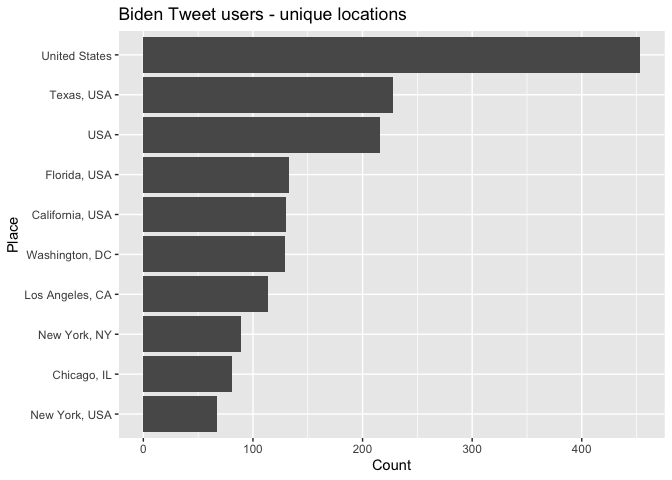 Biden Tweet users - unique locations
United States
Texas, USA
USA
Florida, USA
California, USA
Washington, DC
Los Angeles, CA
New York, NY
Chicago, IL
New York, USA
Place
0 100 200 300 400
Count